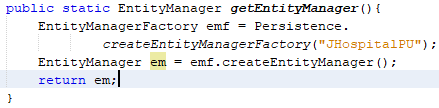 public static EntityManager getEntityManager(){
EntityManagerFactory emf = Persistence.
createEntityManagerFactory("JHospitalPU");
EntityManager em = emf.createEntityManager();
return em;
}